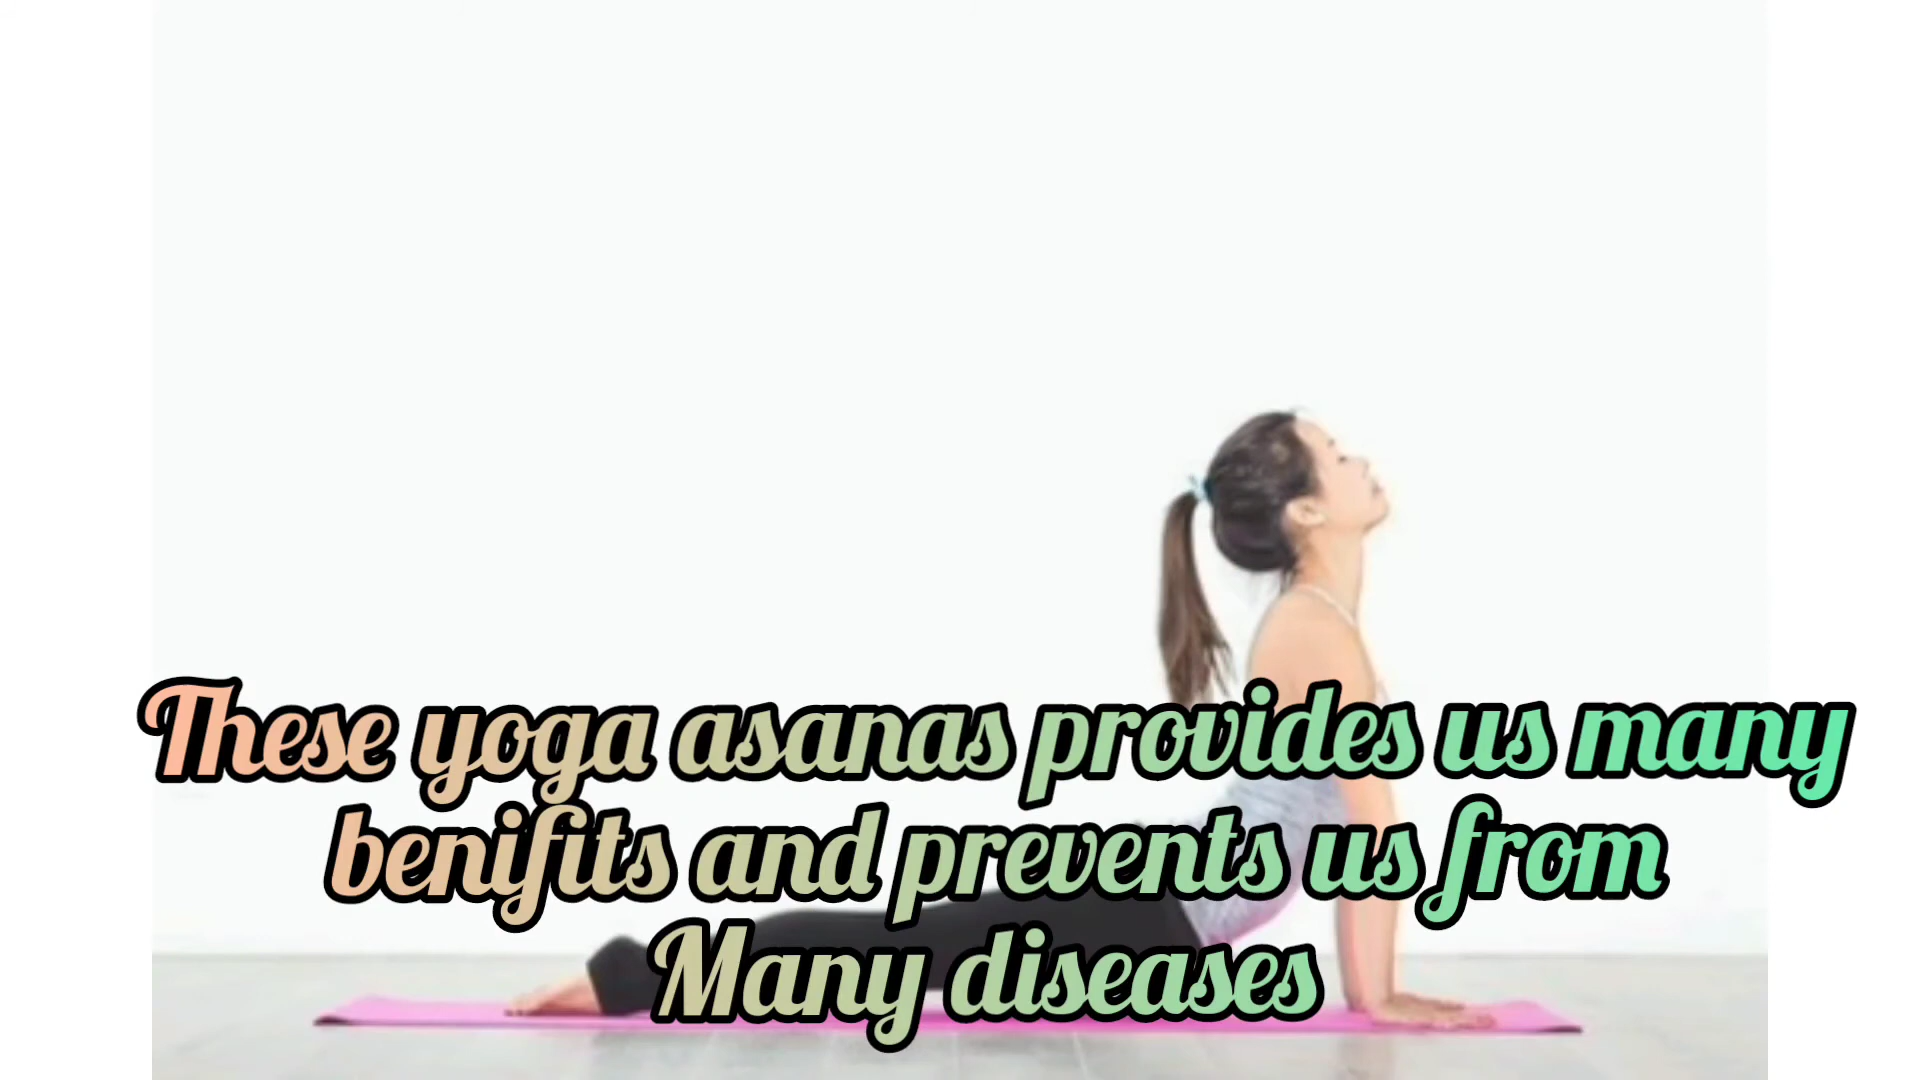 These yoga asanas provides us many
benifits and prevents us from
Many diseases